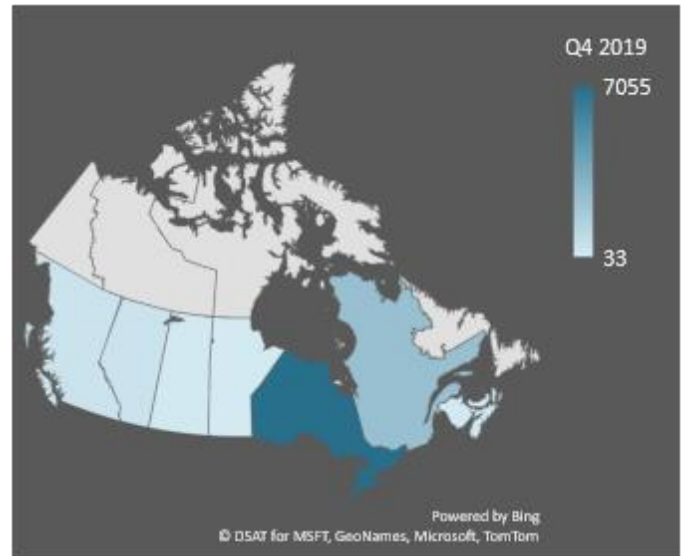 Q4 2019
7055
33
Powered by Bing
© DSAT for MSFT, GeoNames, Microsoft, TomTom